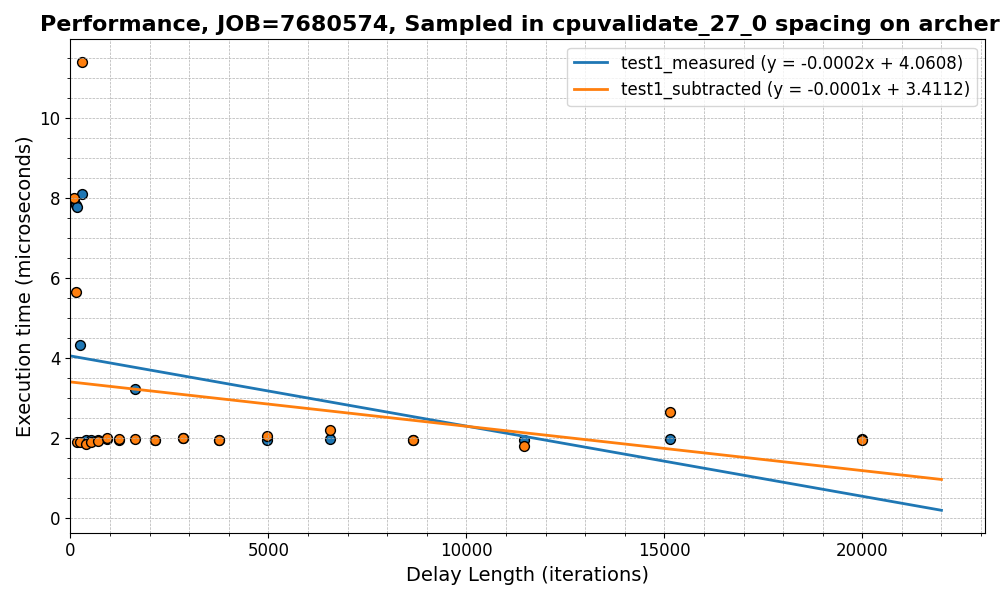 Performance, JOB=7680574, Sampled in cpuvalidate_27_0 spacing on archer
test1_measured (y = -0.0002x + 4.0608)
test1_subtracted (y = -0.0001x + 3.4112)
Execution time (microseconds)
10
8
6
4
2
0
0 5000 10000 15000 20000
Delay Length (iterations)